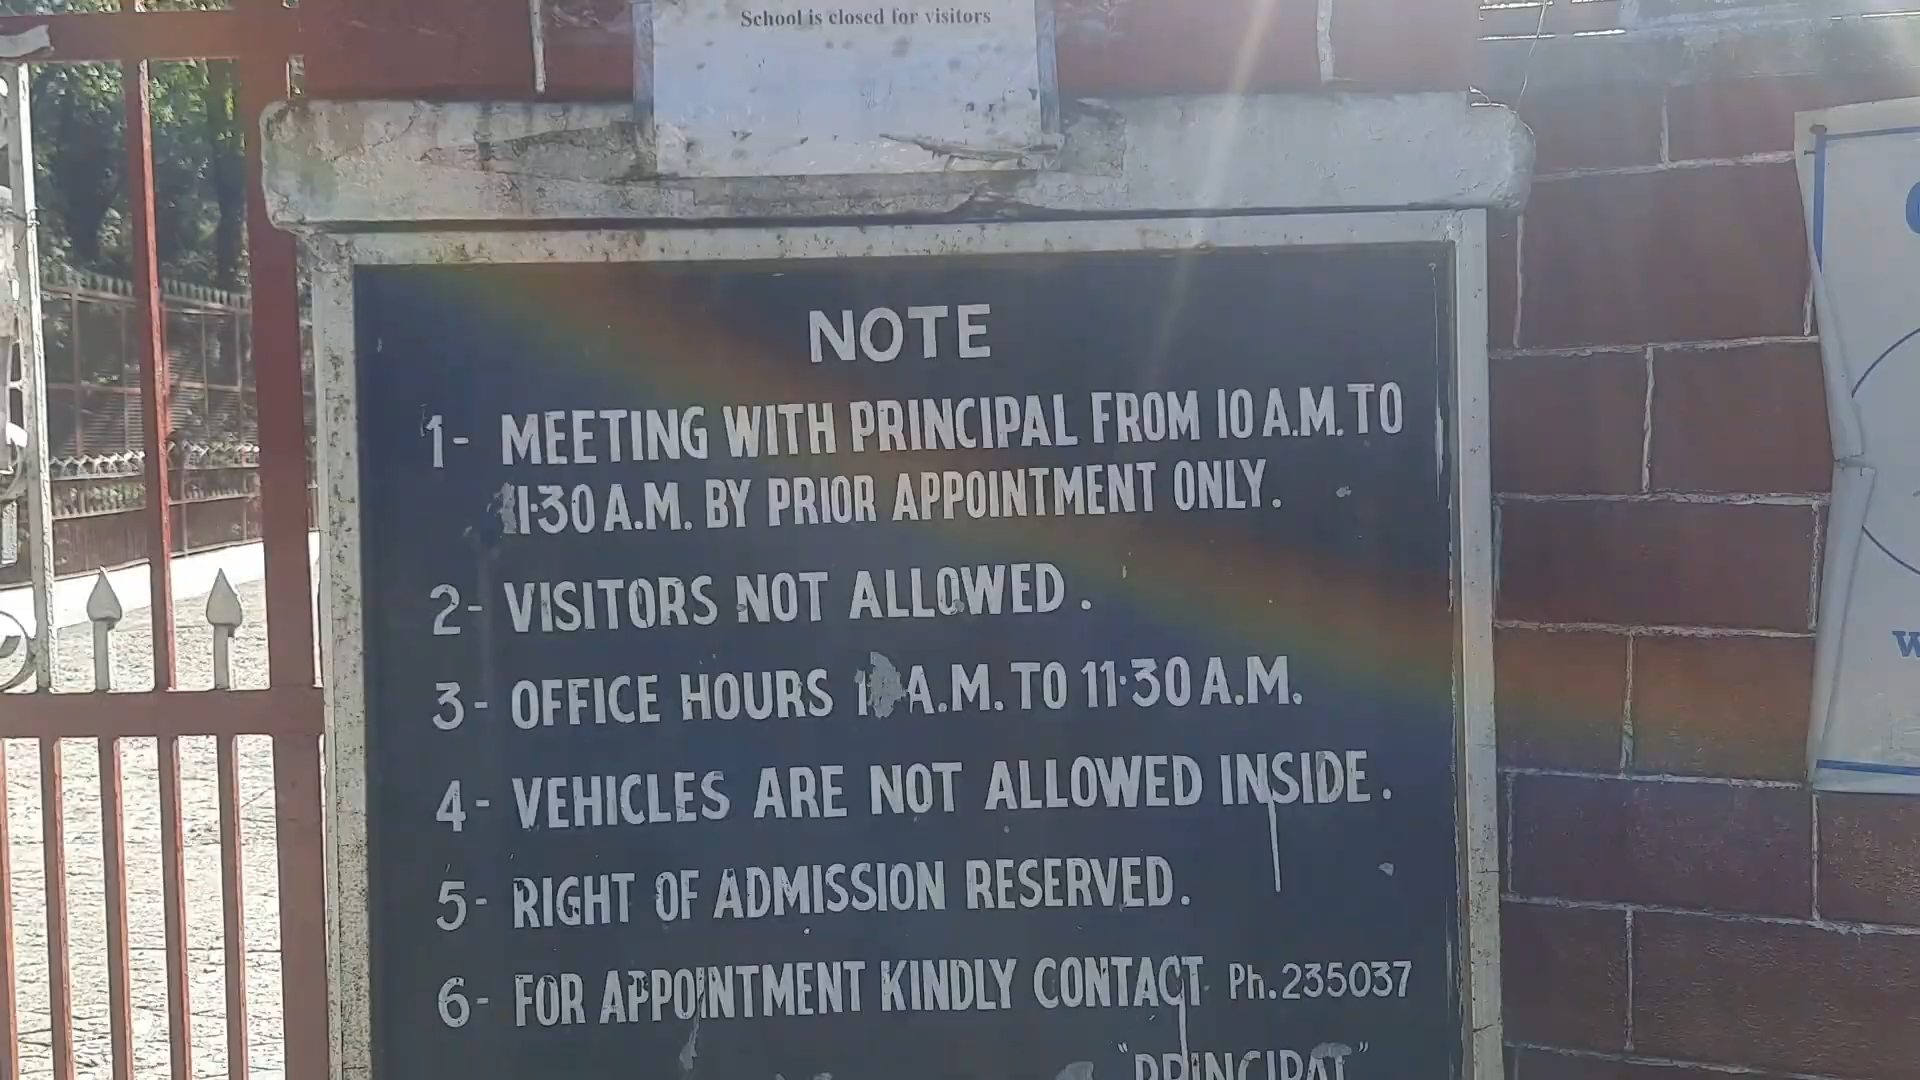 School is closed for visitors
NOTE
1- MEETING WITH PRINCIPAL FROM 10 A.M. TO
11·30 A.M. BY PRIOR APPOINTMENT ONLY.
2- VISITORS NOT ALLOWED.
3- OFFICE HOURS A.M. TO 11·30 A.M.
4- VEHICLES ARE NOT ALLOWED INSIDE.
5- RIGHT OF ADMISSION RESERVED.
6- FOR APPOINTMENT KINDLY CONTACT Ph.235037
"PRINCIPAL"